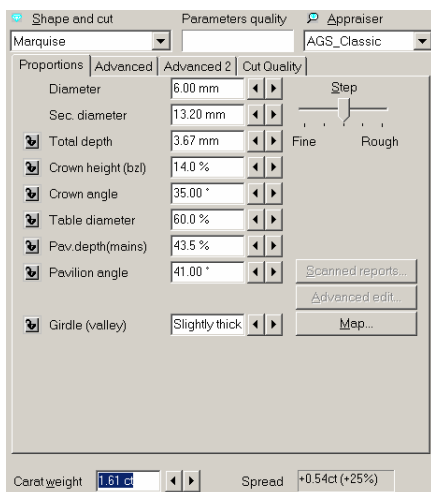 Shape and cut Parameters quality Appraiser
Marquise AGS_Classic
Proportions Advanced Advanced 2 Cut Quality
Diameter 6.00 mm Step
Sec. diameter 13.20 mm
Total depth 3.67 mm Fine Rough
Crown height (bzl) 14.0 %
Crown angle 35.00 °
Table diameter 60.0 %
Pav.depth(mains) 43.5 %
Pavilion angle 41.00 ° Scanned reports...
Advanced edit...
Girdle (valley) Slightly thick Map...
Carat weight 1.61 ct Spread +0.54ct (+25%)